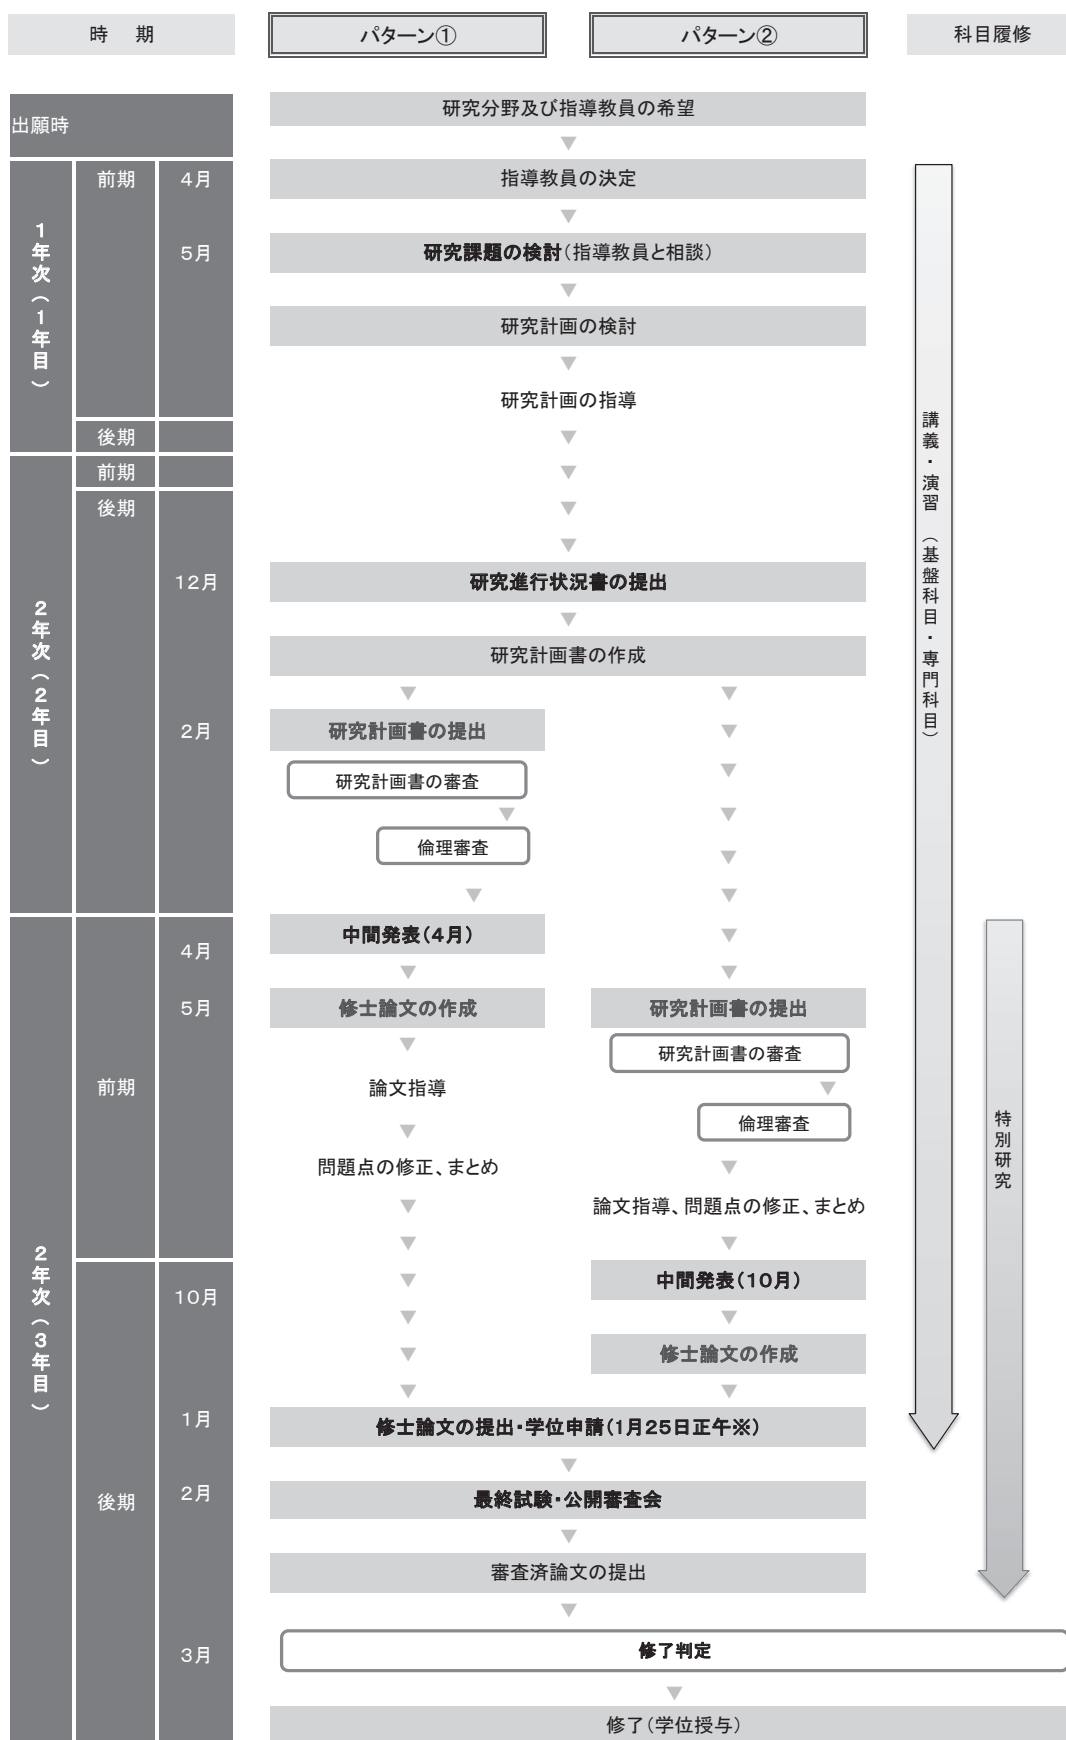 時　期
パターン①
パターン②
科目履修
出願時
研究分野及び指導教員の希望
▼
1年次（1年目）
前期
4月
指導教員の決定
▼
5月
研究課題の検討（指導教員と相談）
▼
研究計画の検討
▼
研究計画の指導
後期
▼
2年次（2年目）
前期
▼
後期
▼
▼
12月
研究進行状況書の提出
▼
研究計画書の作成
▼
▼
2月
研究計画書の提出
▼
研究計画書の審査
▼
▼
▼
倫理審査
▼
▼
▼
2年次（3年目）
前期
4月
中間発表（4月）
▼
▼
▼
5月
修士論文の作成
研究計画書の提出
▼
研究計画書の審査
論文指導
▼
▼
倫理審査
問題点の修正、まとめ
▼
▼
論文指導、問題点の修正、まとめ
▼
▼
後期
10月
▼
中間発表（10月）
▼
▼
▼
修士論文の作成
▼
▼
1月
修士論文の提出・学位申請（1月25日正午※）
▼
2月
最終試験・公開審査会
▼
審査済論文の提出
▼
3月
修了判定
▼
修了（学位授与）
講義・演習　（基盤科目・専門科目）
特別研究